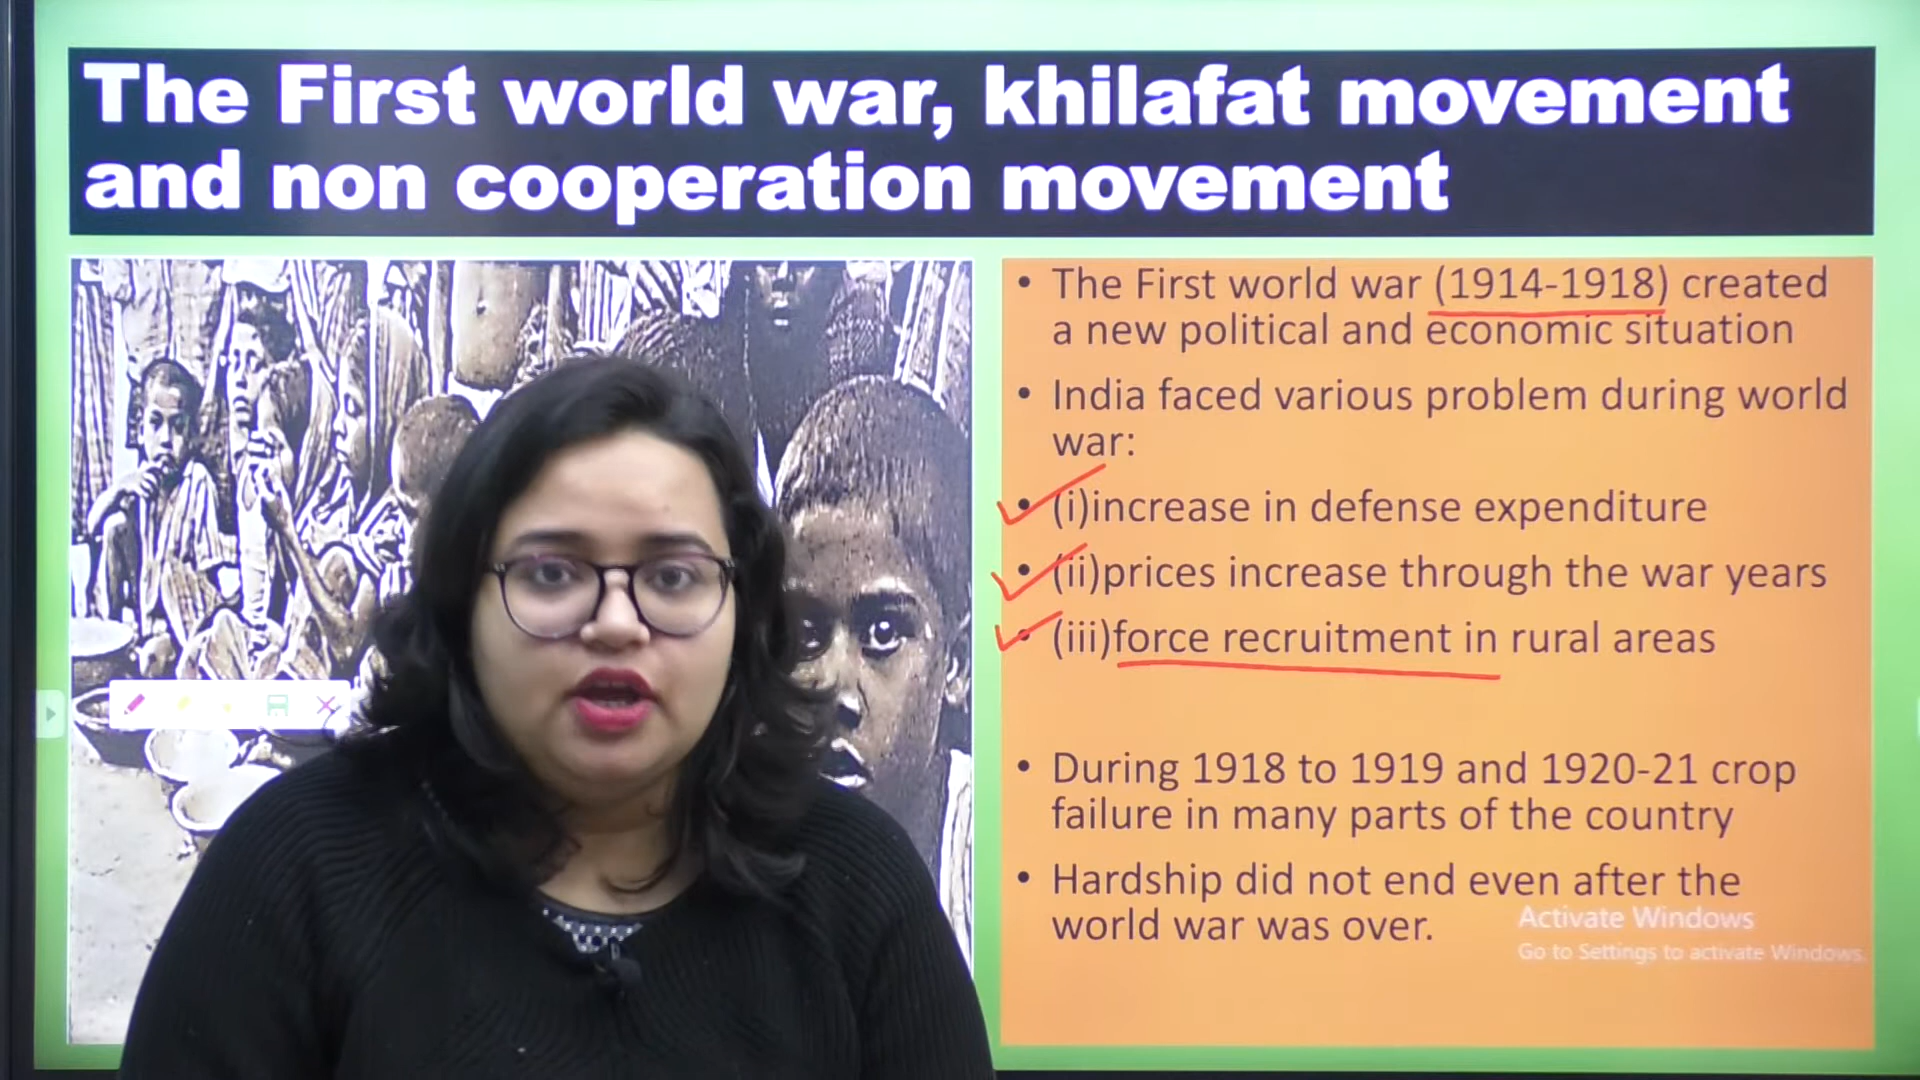 The First world war, khilafat movement
and non cooperation movement
• The First world war (1914-1918) created
a new political and economic situation
• India faced various problem during world
war:
• (i)increase in defense expenditure
• (ii)prices increase through the war years
• (iii)force recruitment in rural areas
• During 1918 to 1919 and 1920-21 crop
failure in many parts of the country
• Hardship did not end even after the
world war was over.
Activate Windows
Go to Settings to activate Windows.